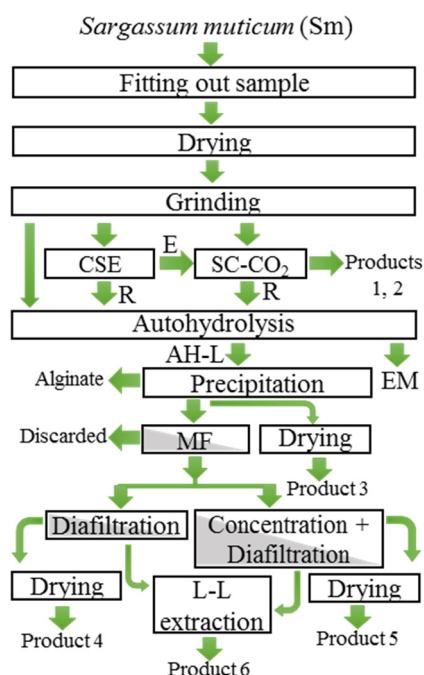 Sargassum muticum (Sm)
Fitting out sample
Drying
Grinding
E
CSE
SC-CO₂
Products
1, 2
R
R
Autohydrolysis
AH-L
Alginate
Precipitation
EM
Discarded
MF
Drying
Product 3
Diafiltration
Concentration +
Diafiltration
Drying
L-L
extraction
Drying
Product 4
Product 5
Product 6